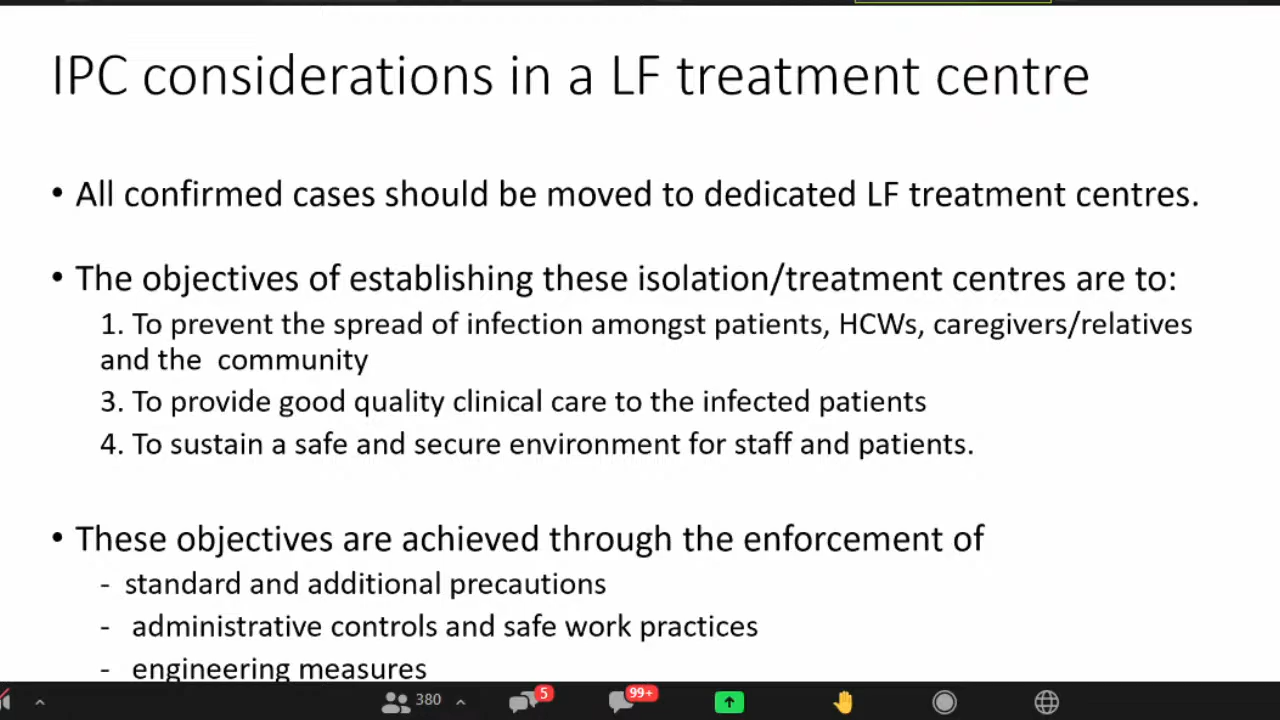 IPC considerations in a LF treatment centre
• All confirmed cases should be moved to dedicated LF treatment centres.
• The objectives of establishing these isolation/treatment centres are to:
1. To prevent the spread of infection amongst patients, HCWs, caregivers/relatives
and the  community
3. To provide good quality clinical care to the infected patients
4. To sustain a safe and secure environment for staff and patients.
• These objectives are achieved through the enforcement of
- standard and additional precautions
- administrative controls and safe work practices
- engineering measures
380
5
99+